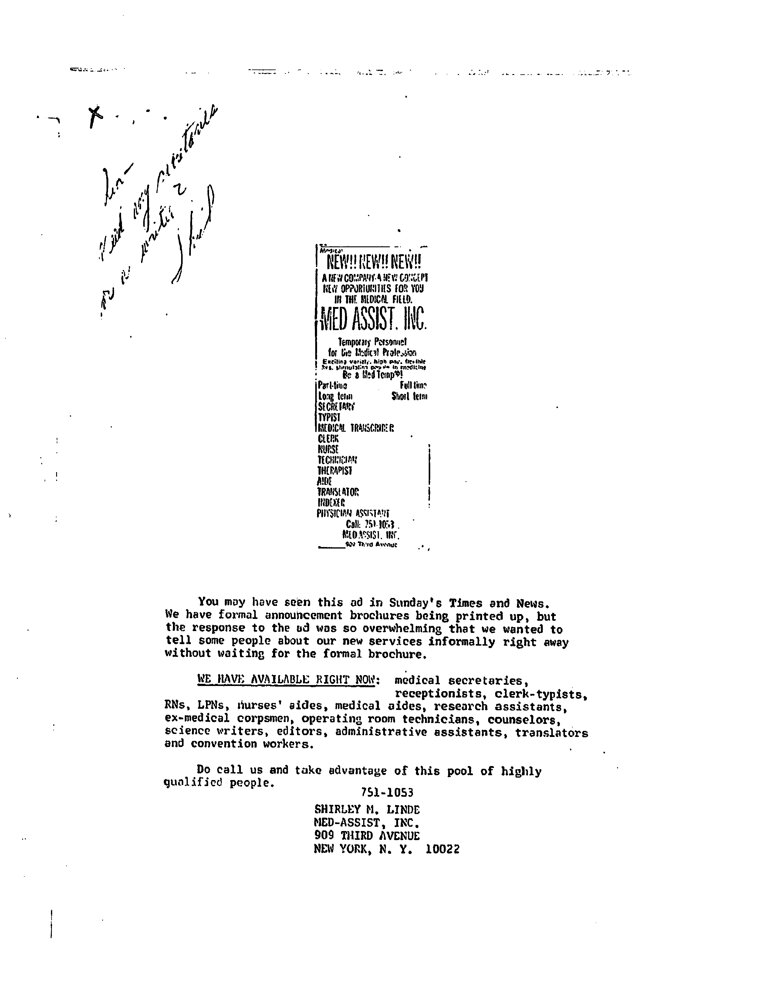 x
Need any
or a writer?
Medical
NEW!! NEW!! NEW!!
A NEW COMPANY-A NEW CONCEPT
NEW OPPORTUNITIES FOR YOU
IN THE MEDICAL FIELD.
MED ASSIST. INC.
Temporary Personnel
for the Medical Profession
Exciting variety, high pay, flexible
in medicine
Be a Med Temp
Part-time Full time
Long term Short term
SECRETARY
TYPIST
MEDICAL TRANSCRIBER
CLERK
NURSE
TECHNICIAN
THERAPIST
AIDE
TRANSLATOR
INDEXER
PHYSICIAN ASSISTANT
Call: 751-1053
MED ASSIST. INC.
909 Third Avenue
You may have seen this ad in Sunday's Times and News.
We have formal announcement brochures being printed up, but
the response to the ad was so overwhelming that we wanted to
tell some people about our new services informally right away
without waiting for the formal brochure.
WE HAVE AVAILABLE RIGHT NOW: medical secretaries,
receptionists, clerk-typists,
RNs, LPNs, nurses' aides, medical aides, research assistants,
ex-medical corpsmen, operating room technicians, counselors,
science writers, editors, administrative assistants, translators
and convention workers.
Do call us and take advantage of this pool of highly
qualified people.
751-1053
SHIRLEY M. LINDE
MED-ASSIST, INC.
909 THIRD AVENUE
NEW YORK, N. Y. 10022